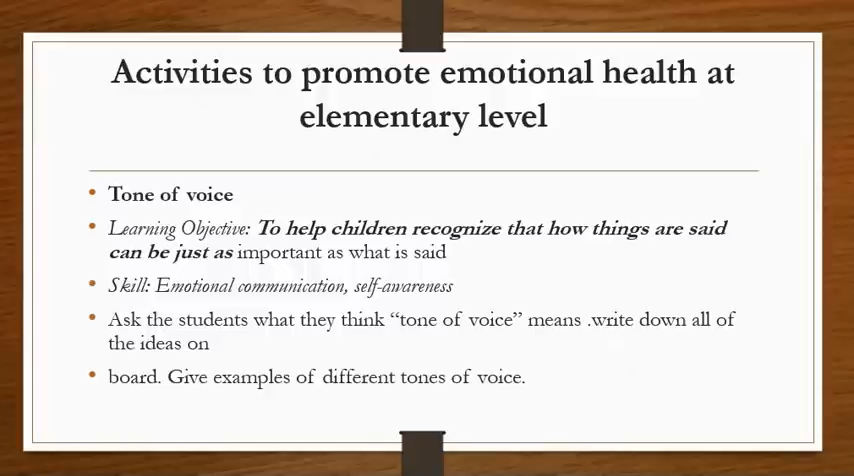 Activities to promote emotional health at
elementary level
• Tone of voice
• Learning Objective: To help children recognize that how things are said
can be just as important as what is said
• Skill: Emotional communication, self-awareness
• Ask the students what they think “tone of voice” means .write down all of
the ideas on
• board. Give examples of different tones of voice.